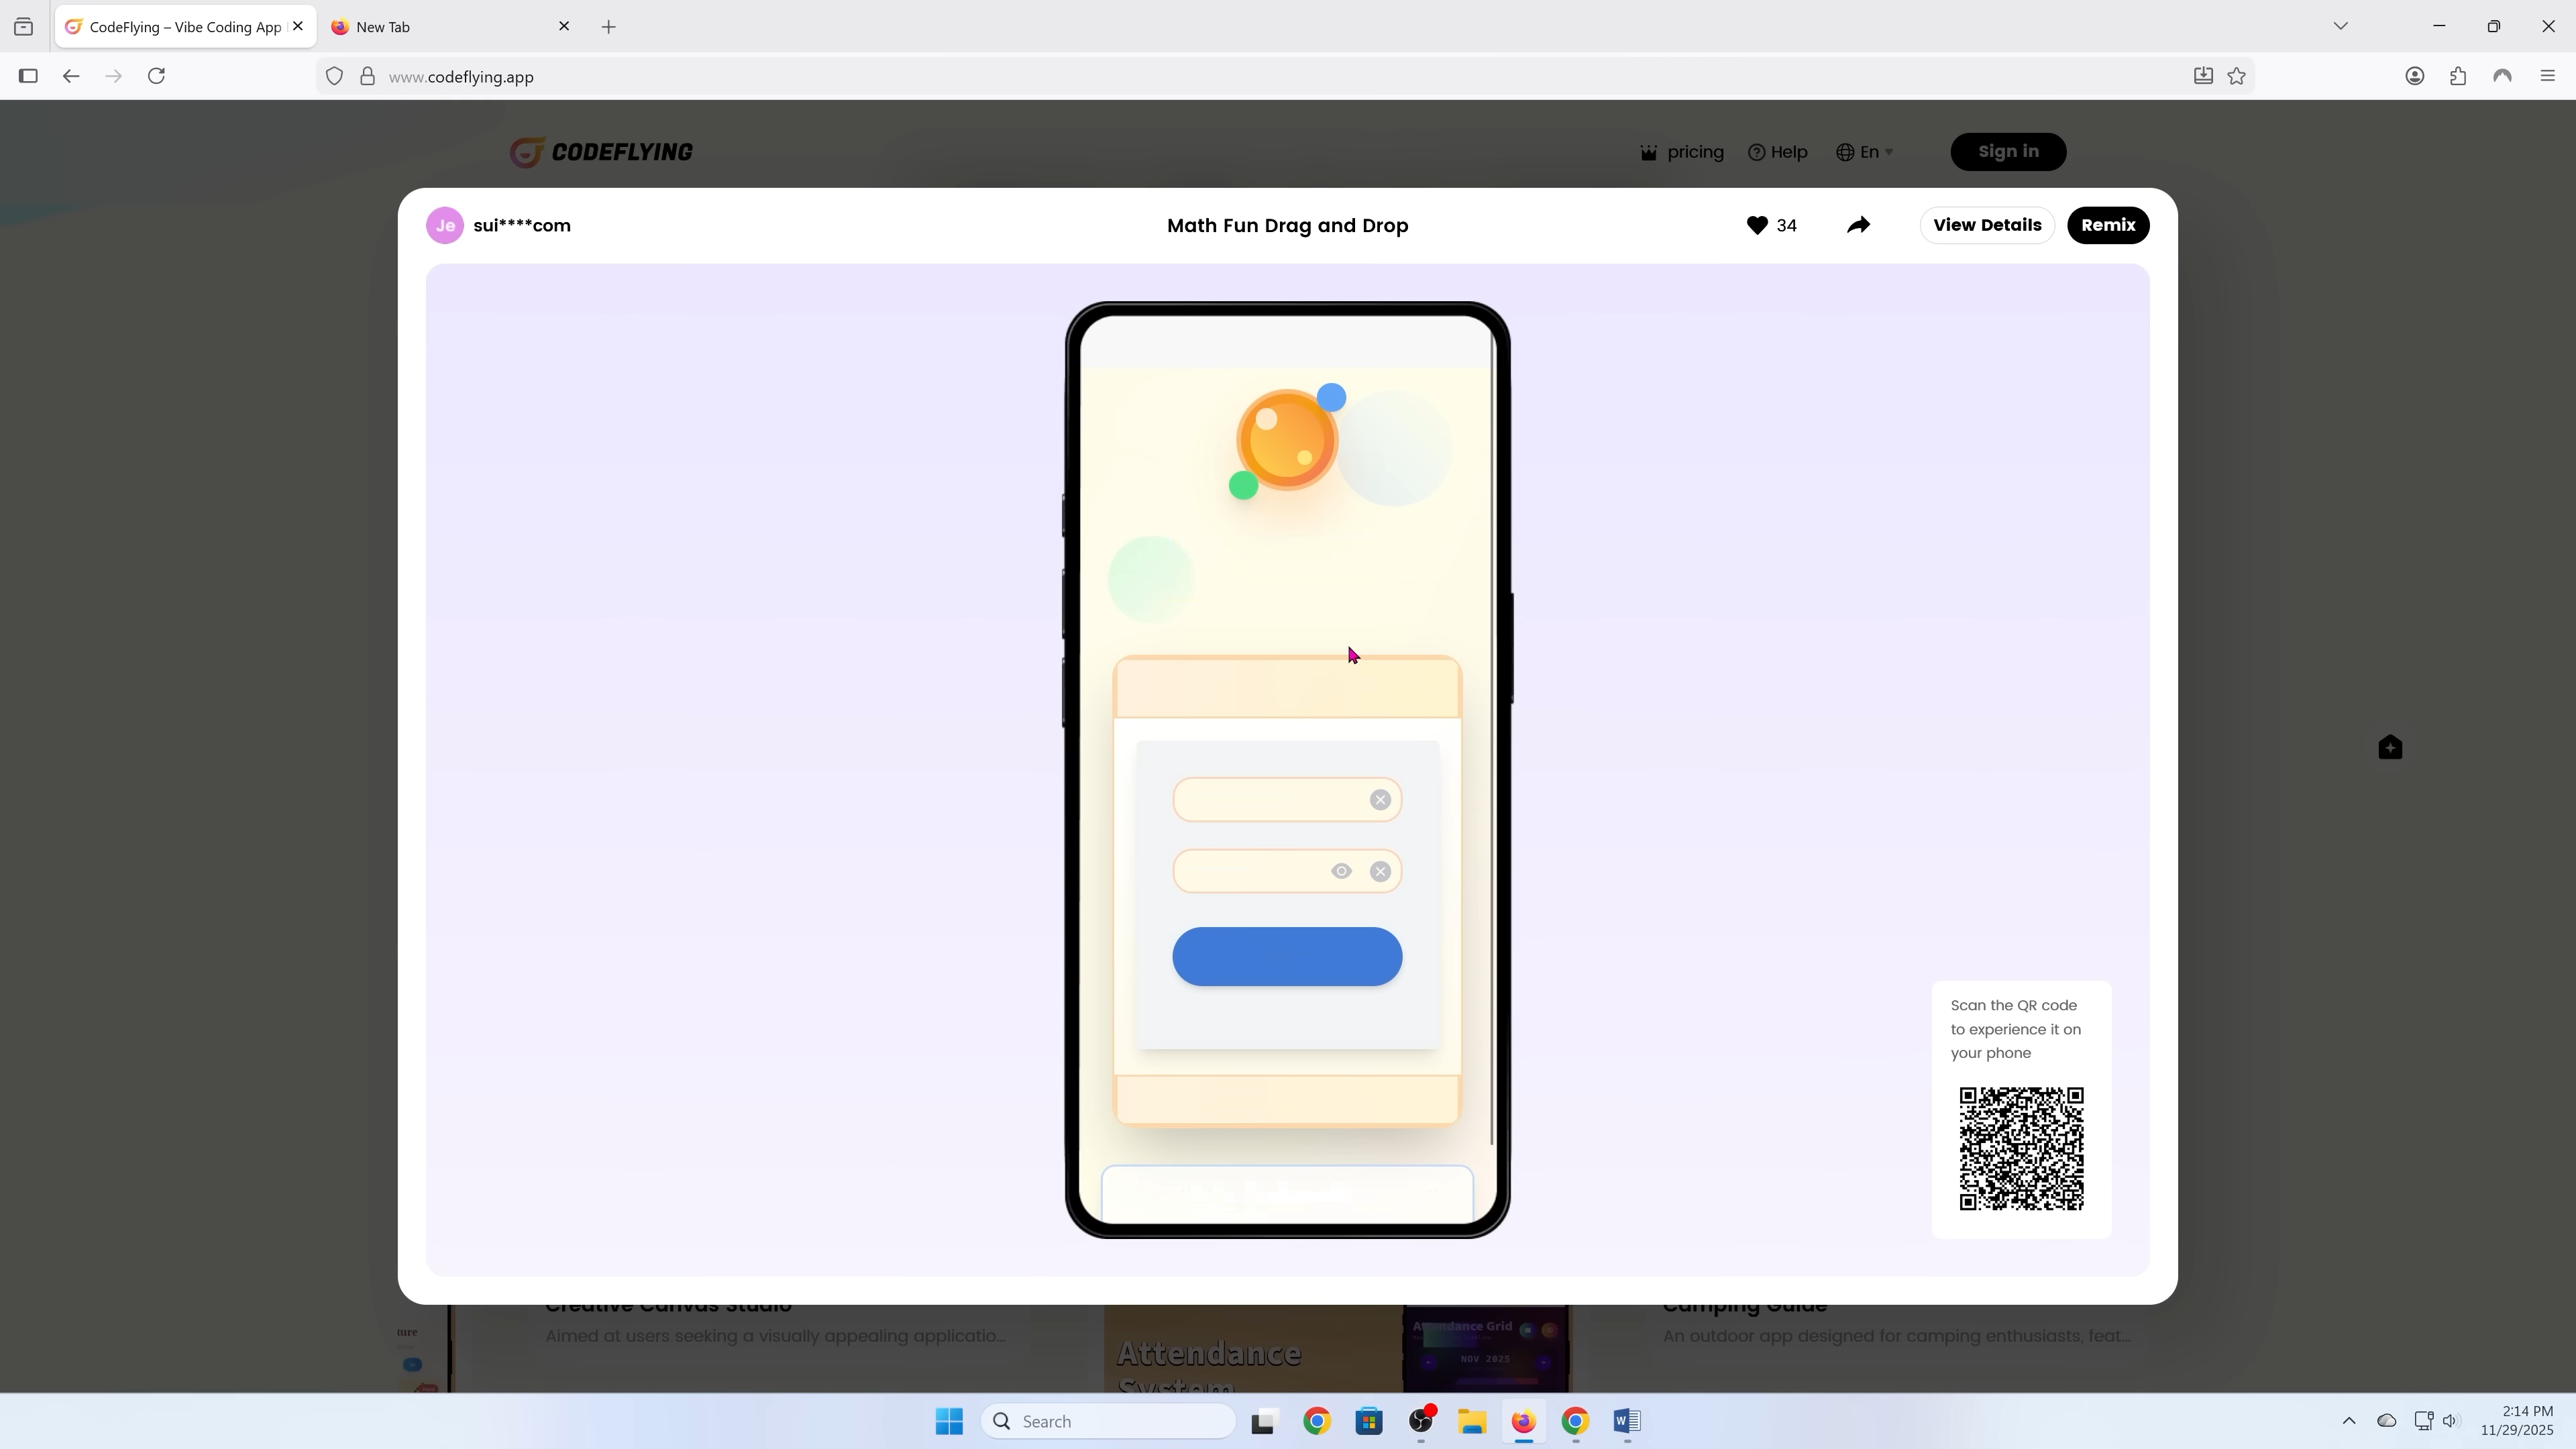 CodeFlying – Vibe Coding App
New Tab
www.codeflying.app
CODEFLYING
pricing
Help
En
Sign in
Je
sui****com
Math Fun Drag and Drop
34
View Details
Remix
Scan the QR code
to experience it on
your phone
Creative Canvas Studio
Camping Guide
ture
Aimed at users seeking a visually appealing applicatio...
Attendance
System
Attendance Grid
NOV 2025
An outdoor app designed for camping enthusiasts, feat...
Search
2:14 PM
11/29/2025